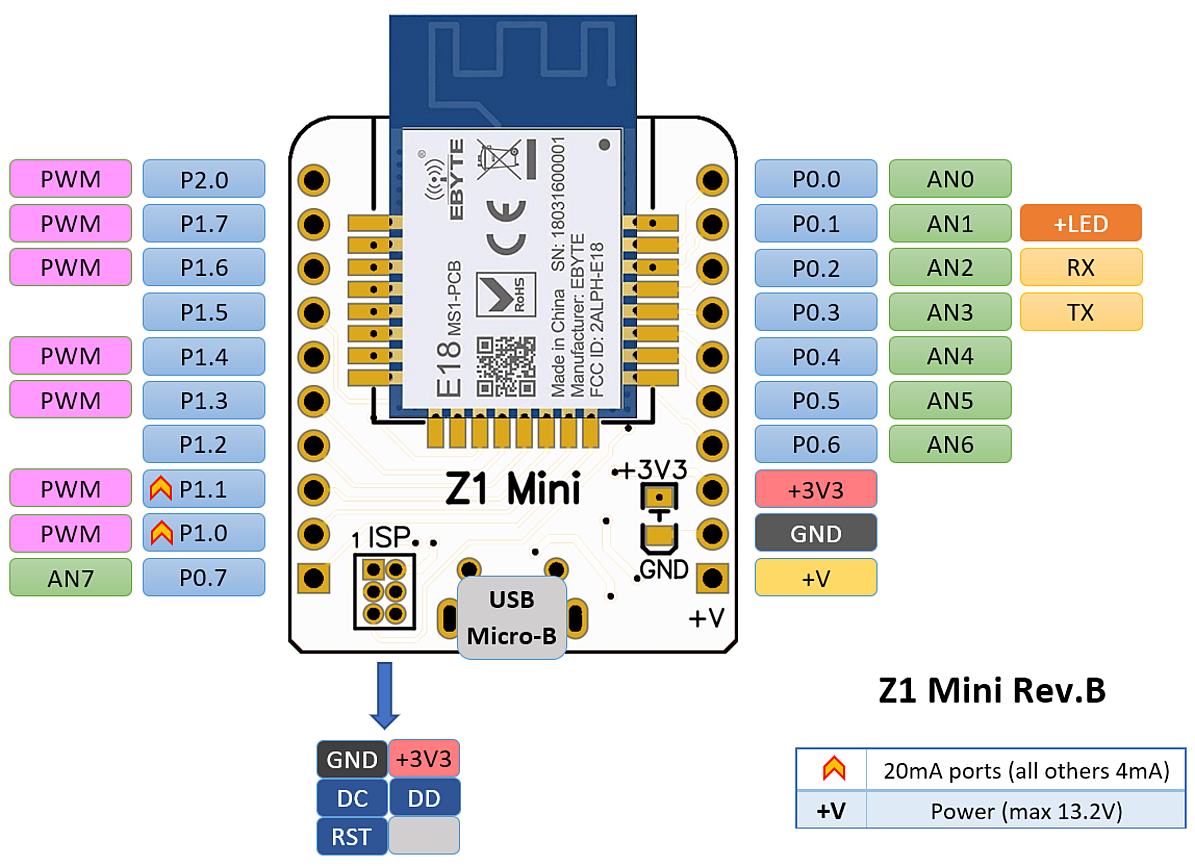 PWM P2.0
PWM P1.7
PWM P1.6
P1.5
PWM P1.4
PWM P1.3
P1.2
PWM P1.1
PWM P1.0
AN7 P0.7
® EBYTE
CE
RoHS
E18 MS1-PCB
Made in China SN: 18031600001
Manufacturer: EBYTE
FCC ID: 2ALPH-E18
Z1 Mini
+3V3
GND
1 ISP
USB
Micro-B
+V
P0.0 AN0
P0.1 AN1 +LED
P0.2 AN2 RX
P0.3 AN3 TX
P0.4 AN4
P0.5 AN5
P0.6 AN6
+3V3
GND
+V
GND +3V3
DC DD
RST
Z1 Mini Rev.B
20mA ports (all others 4mA)
+V Power (max 13.2V)